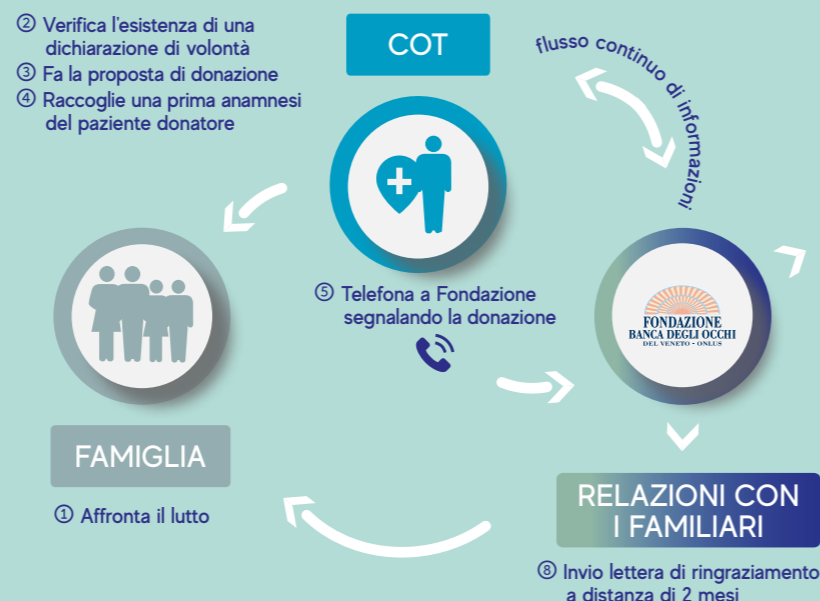 ② Verifica l'esistenza di una
dichiarazione di volontà
③ Fa la proposta di donazione
④ Raccoglie una prima anamnesi
del paziente donatore
COT
flusso continuo di informazioni
⑤ Telefona a Fondazione
segnalando la donazione
FONDAZIONE
BANCA DEGLI OCCHI
DEL VENETO - ONLUS
FAMIGLIA
① Affronta il lutto
RELAZIONI CON
I FAMILIARI
⑧ Invio lettera di ringraziamento
a distanza di 2 mesi